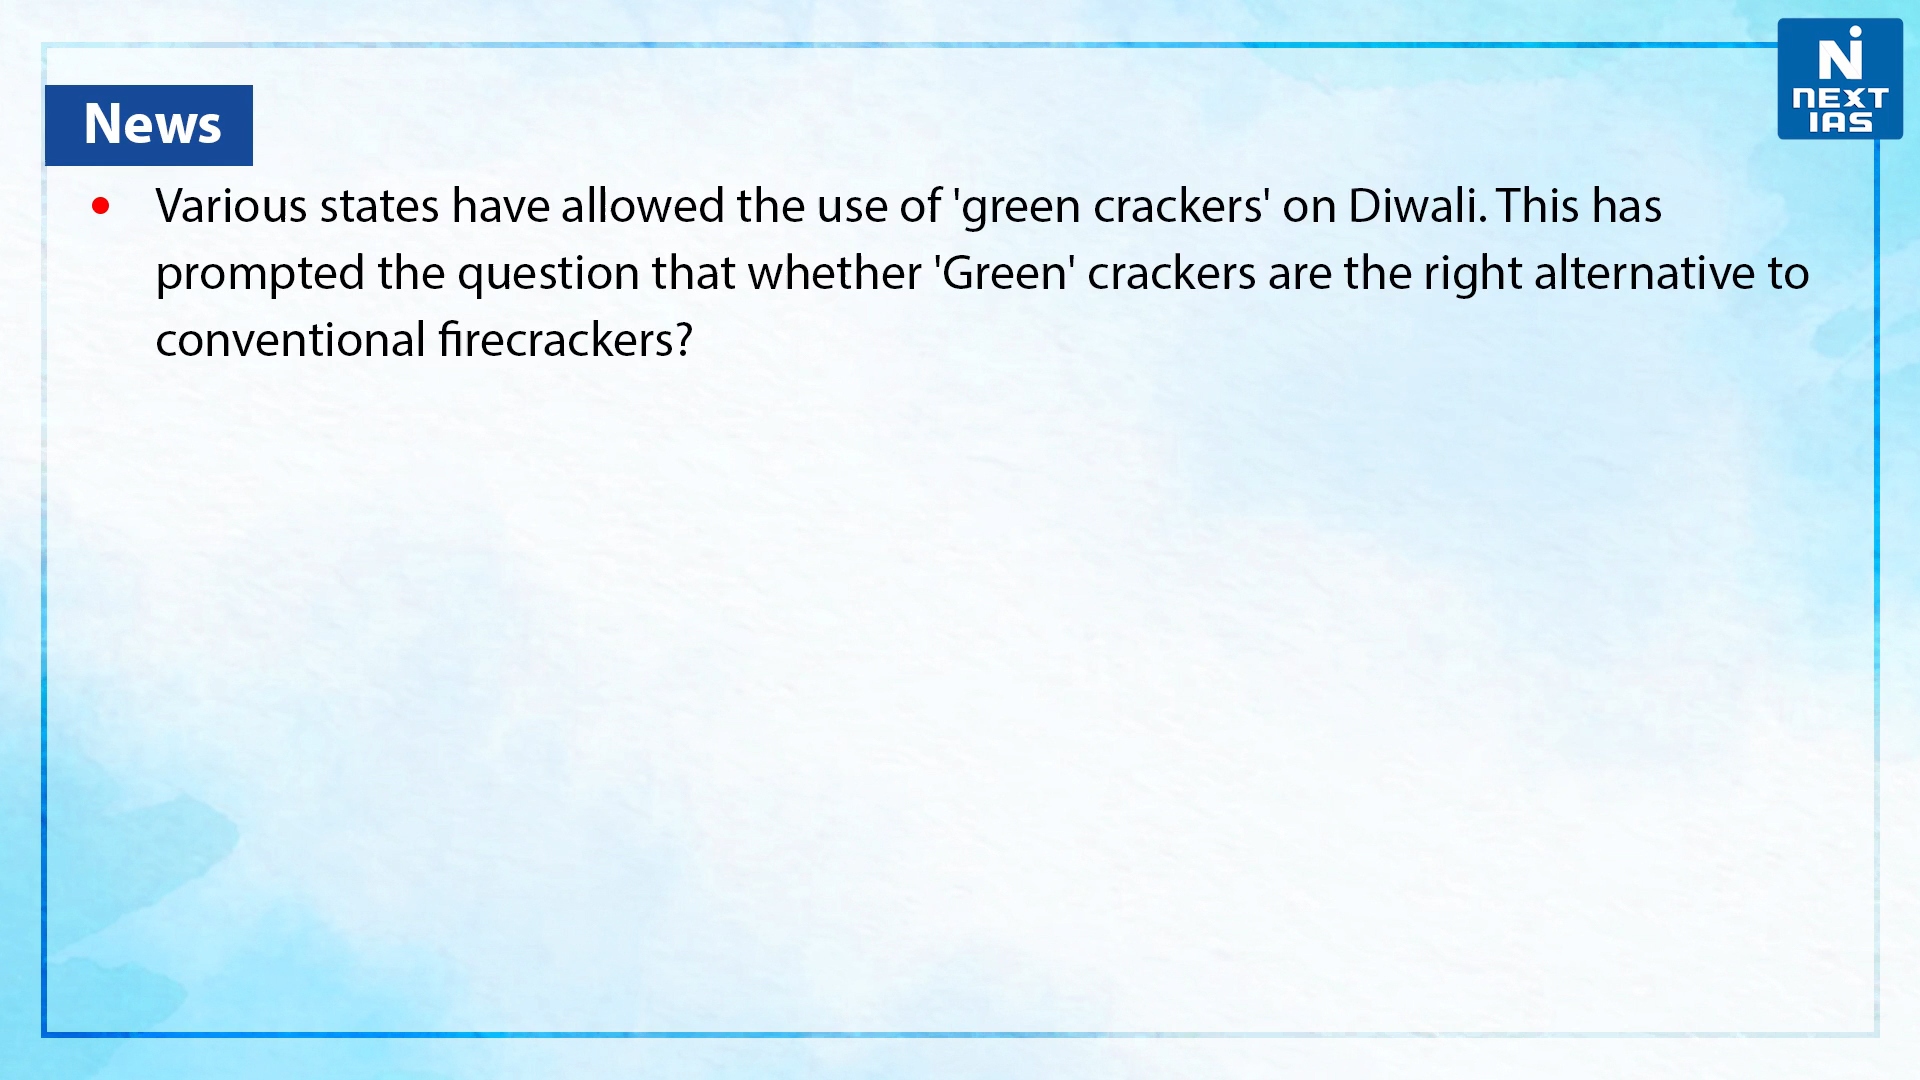 News
NEXT
IAS
• Various states have allowed the use of 'green crackers' on Diwali. This has
prompted the question that whether 'Green' crackers are the right alternative to
conventional firecrackers?